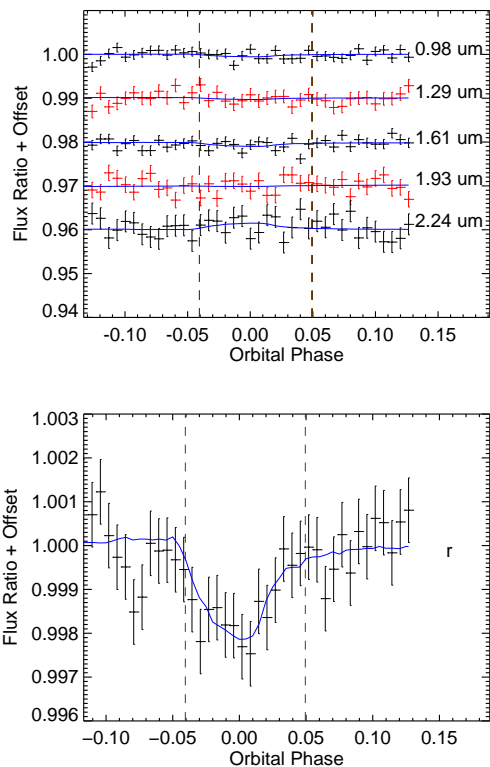 1.00
0.99
0.98
0.97
0.96
0.95
0.94
Flux Ratio + Offset
0.98 um
1.29 um
1.61 um
1.93 um
2.24 um
-0.10 -0.05 0.00 0.05 0.10 0.15
Orbital Phase
1.003
1.002
1.001
1.000
0.999
0.998
0.997
0.996
Flux Ratio + Offset
r
−0.10 −0.05 0.00 0.05 0.10 0.15
Orbital Phase